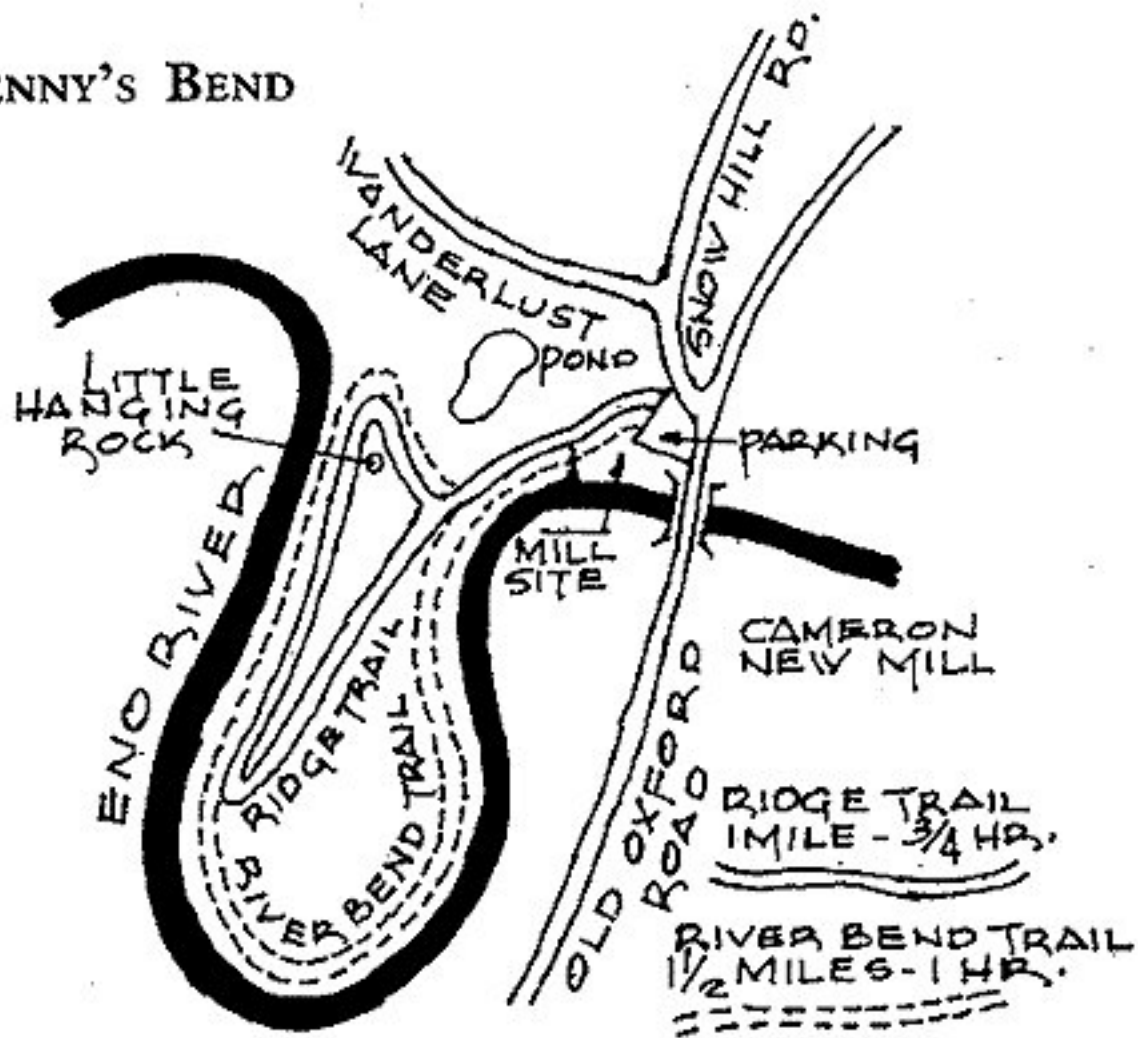 ENNY'S BEND
WANDERLUST
LANE
SNOW HILL RD.
POND
LITTLE
HANGING
ROCK
PARKING
ENO RIVER
MILL
SITE
CAMERON
NEW MILL
RIDGE TRAIL
RIVER BEND TRAIL
OLD OXFORD
ROAD
RIDGE TRAIL
1 MILE - 3/4 HR.
RIVER BEND TRAIL
1 1/2 MILES - 1 HR.